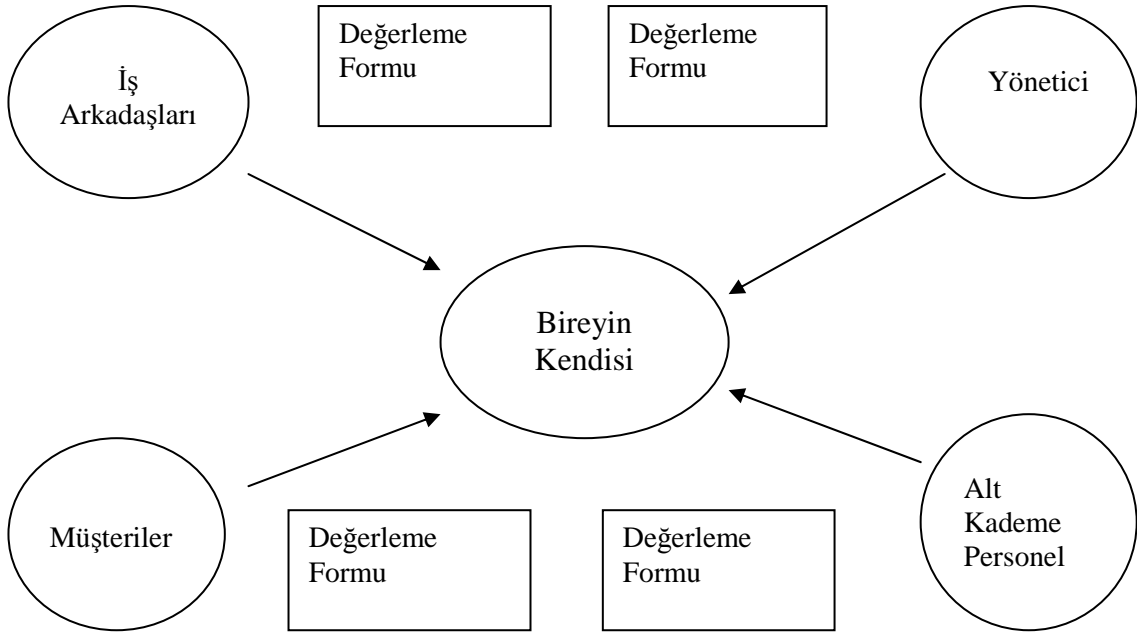 İş
Arkadaşları
Değerleme
Formu
Değerleme
Formu
Yönetici
Bireyin
Kendisi
Müşteriler
Değerleme
Formu
Değerleme
Formu
Alt
Kademe
Personel